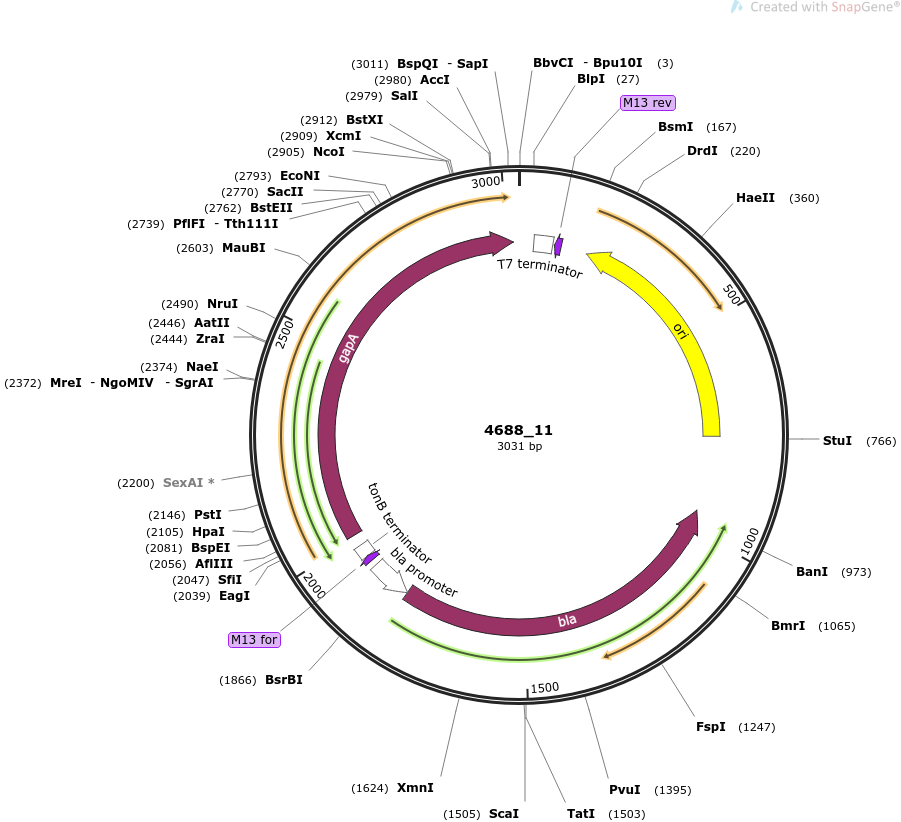 Created with SnapGene®
(3011) BspQI - SapI
(2980) AccI
(2979) SalI
(2912) BstXI
(2909) XcmI
(2905) NcoI
(2793) EcoNI
(2770) SacII
(2762) BstEII
(2739) PflFI - Tth111I
(2603) MauBI
(2490) NruI
(2446) AatII
(2444) ZraI
(2374) NaeI
(2372) MreI - NgoMIV - SgrAI
(2200) SexAI *
(2146) PstI
(2105) HpaI
(2081) BspEI
(2056) AflIII
(2047) SfiI
(2039) EagI
M13 for
(1866) BsrBI
(1624) XmnI
(1505) ScaI
TatI (1503)
PvuI (1395)
FspI (1247)
BmrI (1065)
BanI (973)
StuI (766)
HaeII (360)
DrdI (220)
BsmI (167)
M13 rev
BlpI (27)
BbvCI - Bpu10I (3)
3000
500
1000
1500
2000
2500
T7 terminator
ori
gapA
tonB terminator
bla promoter
bla
4688_11
3031 bp